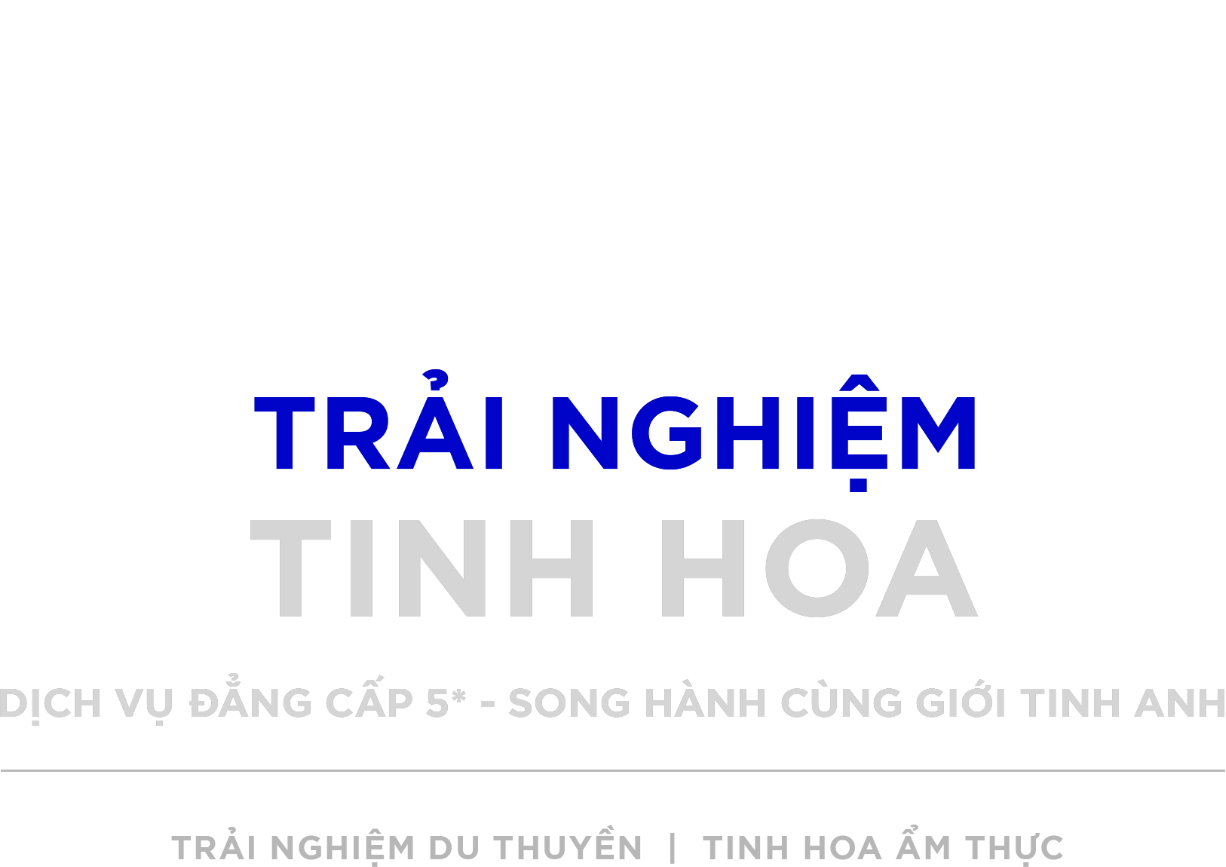 TRẢI NGHIỆM
TINH HOA
DỊCH VỤ ĐẲNG CẤP 5* - SONG HÀNH CÙNG GIỚI TINH ANH
TRẢI NGHIỆM DU THUYỀN | TINH HOA ẨM THỰC